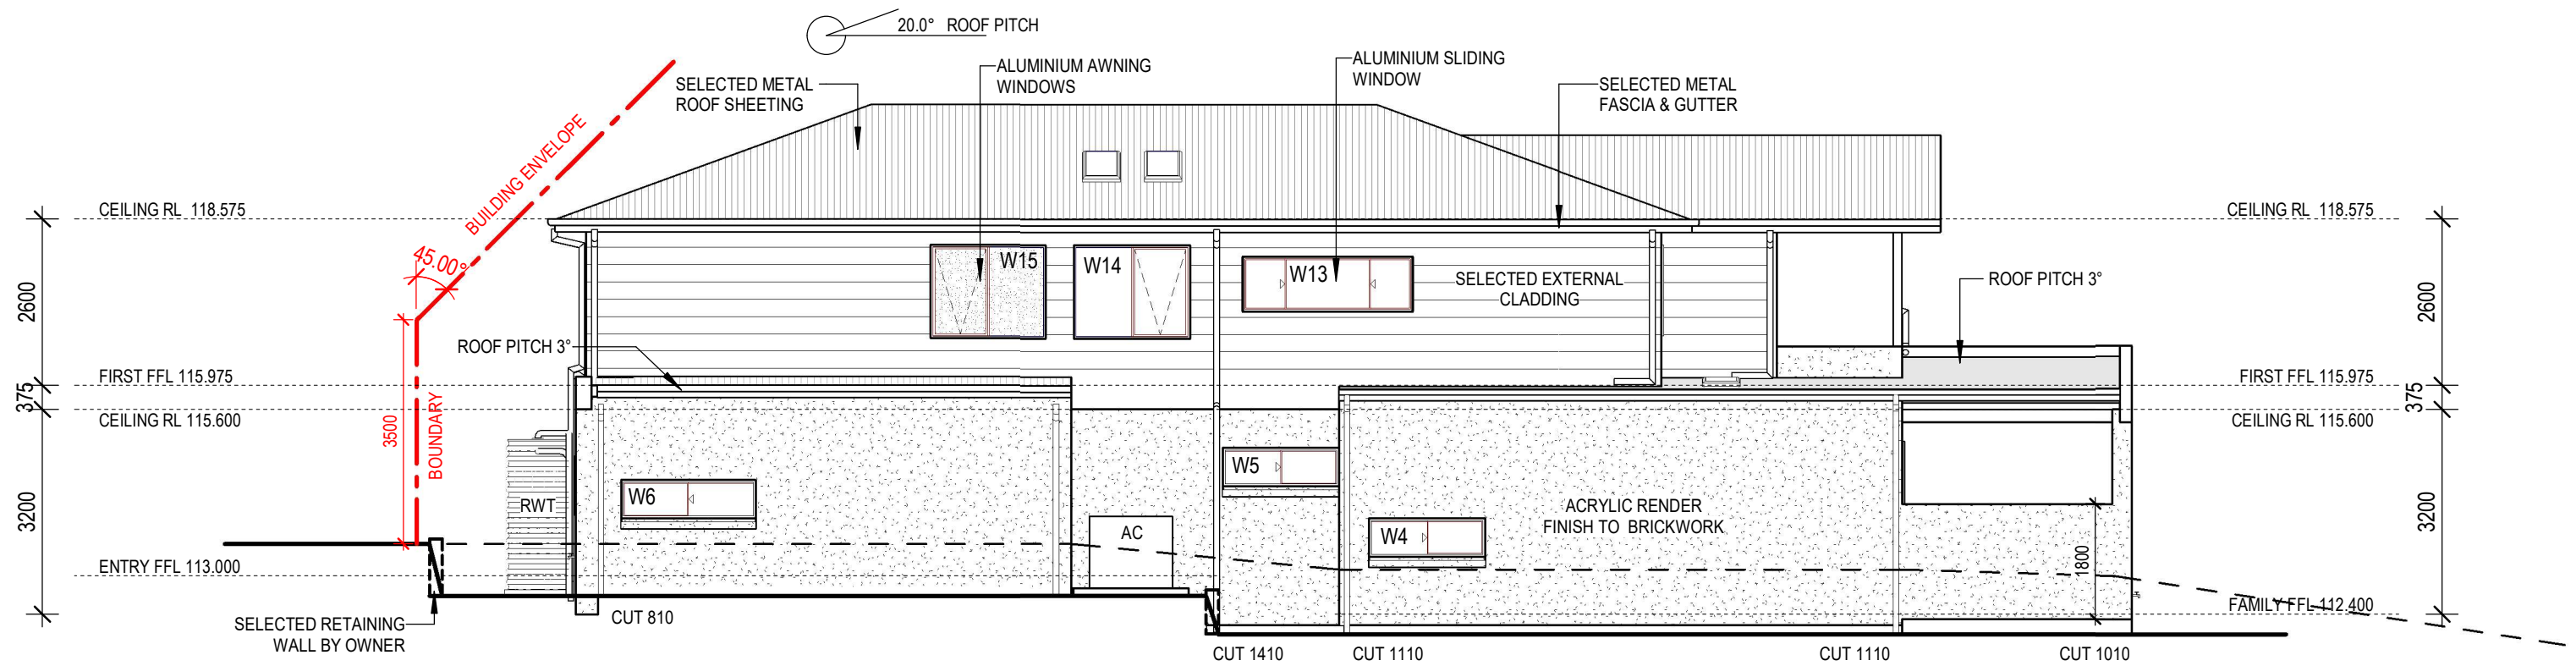 20.0° ROOF PITCH
ALUMINIUM AWNING
WINDOWS
ALUMINIUM SLIDING
WINDOW
SELECTED METAL
ROOF SHEETING
SELECTED METAL
FASCIA & GUTTER
BUILDING ENVELOPE
45.00°
CEILING RL 118.575
CEILING RL 118.575
W15
W14
W13
SELECTED EXTERNAL
CLADDING
ROOF PITCH 3°
2600
2600
ROOF PITCH 3°
FIRST FFL 115.975
FIRST FFL 115.975
375
375
CEILING RL 115.600
CEILING RL 115.600
3500
BOUNDARY
W5
W6
RWT
W4
AC
ACRYLIC RENDER
FINISH TO BRICKWORK
3200
3200
1800
ENTRY FFL 113.000
FAMILY FFL 112.400
SELECTED RETAINING
WALL BY OWNER
CUT 810
CUT 1410
CUT 1110
CUT 1110
CUT 1010